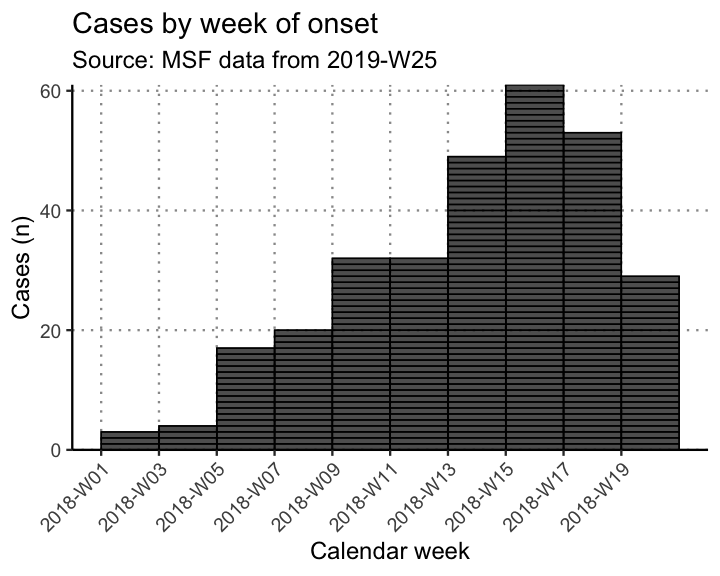 Cases by week of onset
Source: MSF data from 2019-W25
60
40
20
0
Cases (n)
2018-W01
2018-W03
2018-W05
2018-W07
2018-W09
2018-W11
2018-W13
2018-W15
2018-W17
2018-W19
Calendar week